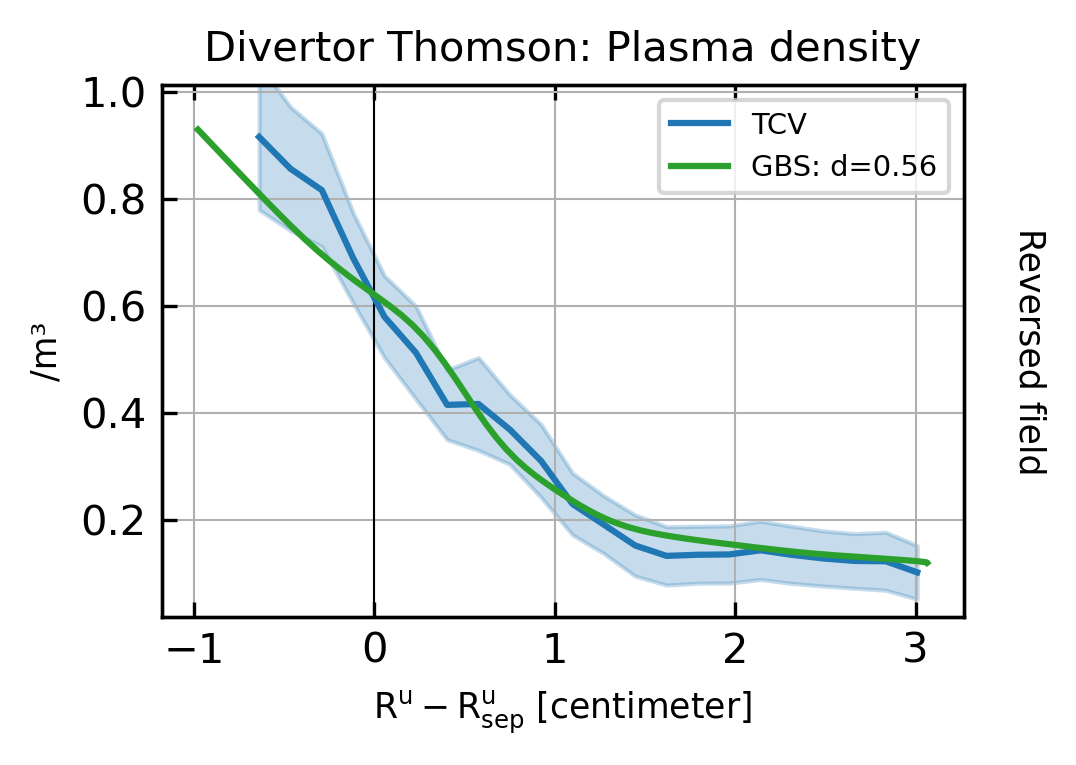 Divertor Thomson: Plasma density
1.0
0.8
0.6
0.4
0.2
/m³
TCV
GBS: d=0.56
Reversed field
−1 0 1 2 3
Rᵘ − Rᵘsep [centimeter]